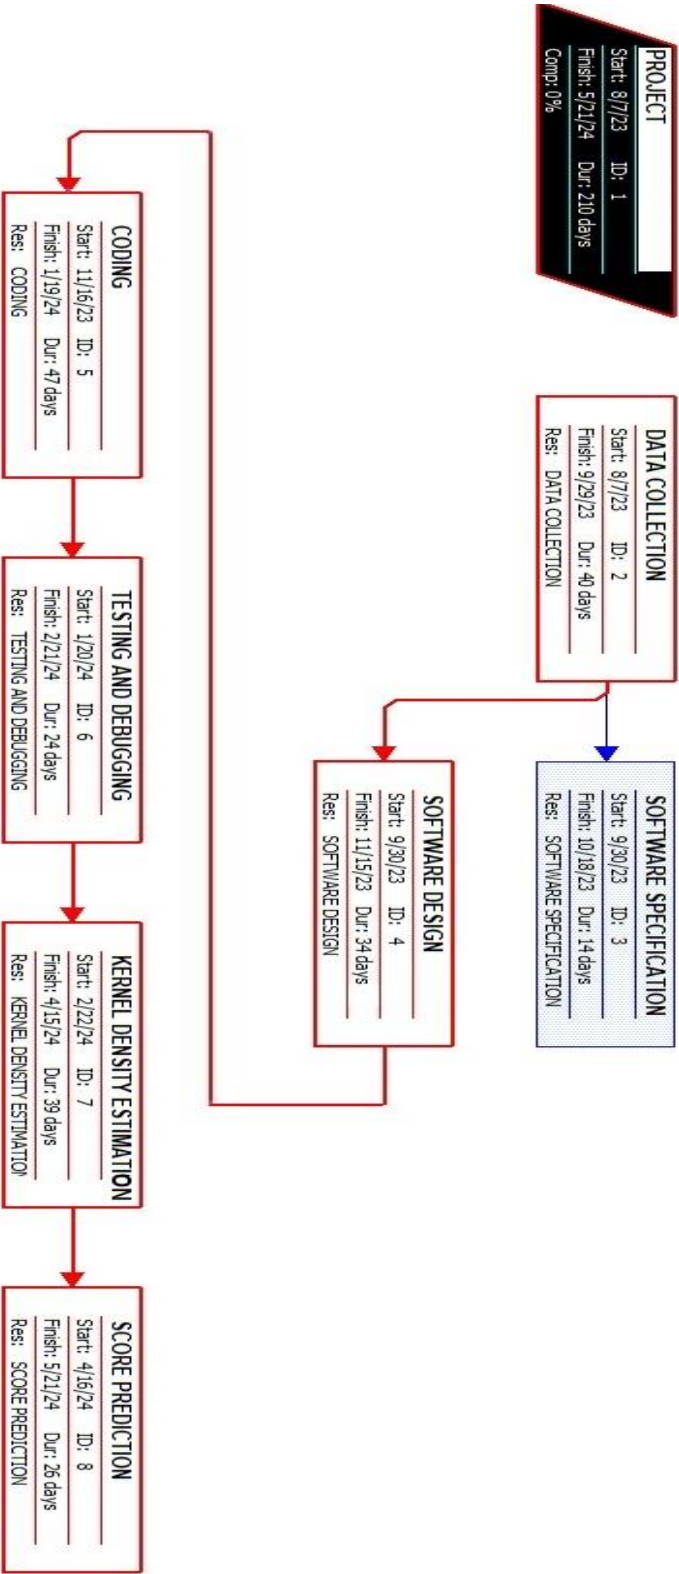 PROJECT
Start: 8/7/23 ID: 1
Finish: 5/21/24 Dur: 210 days
Comp: 0%
DATA COLLECTION
Start: 8/7/23 ID: 2
Finish: 9/29/23 Dur: 40 days
Res: DATA COLLECTION
SOFTWARE SPECIFICATION
Start: 9/30/23 ID: 3
Finish: 10/18/23 Dur: 14 days
Res: SOFTWARE SPECIFICATION
SOFTWARE DESIGN
Start: 9/30/23 ID: 4
Finish: 11/15/23 Dur: 34 days
Res: SOFTWARE DESIGN
CODING
Start: 11/16/23 ID: 5
Finish: 1/19/24 Dur: 47 days
Res: CODING
TESTING AND DEBUGGING
Start: 1/20/24 ID: 6
Finish: 2/21/24 Dur: 24 days
Res: TESTING AND DEBUGGING
KERNEL DENSITY ESTIMATION
Start: 2/22/24 ID: 7
Finish: 4/15/24 Dur: 39 days
Res: KERNEL DENSITY ESTIMATION
SCORE PREDICTION
Start: 4/16/24 ID: 8
Finish: 5/21/24 Dur: 26 days
Res: SCORE PREDICTION